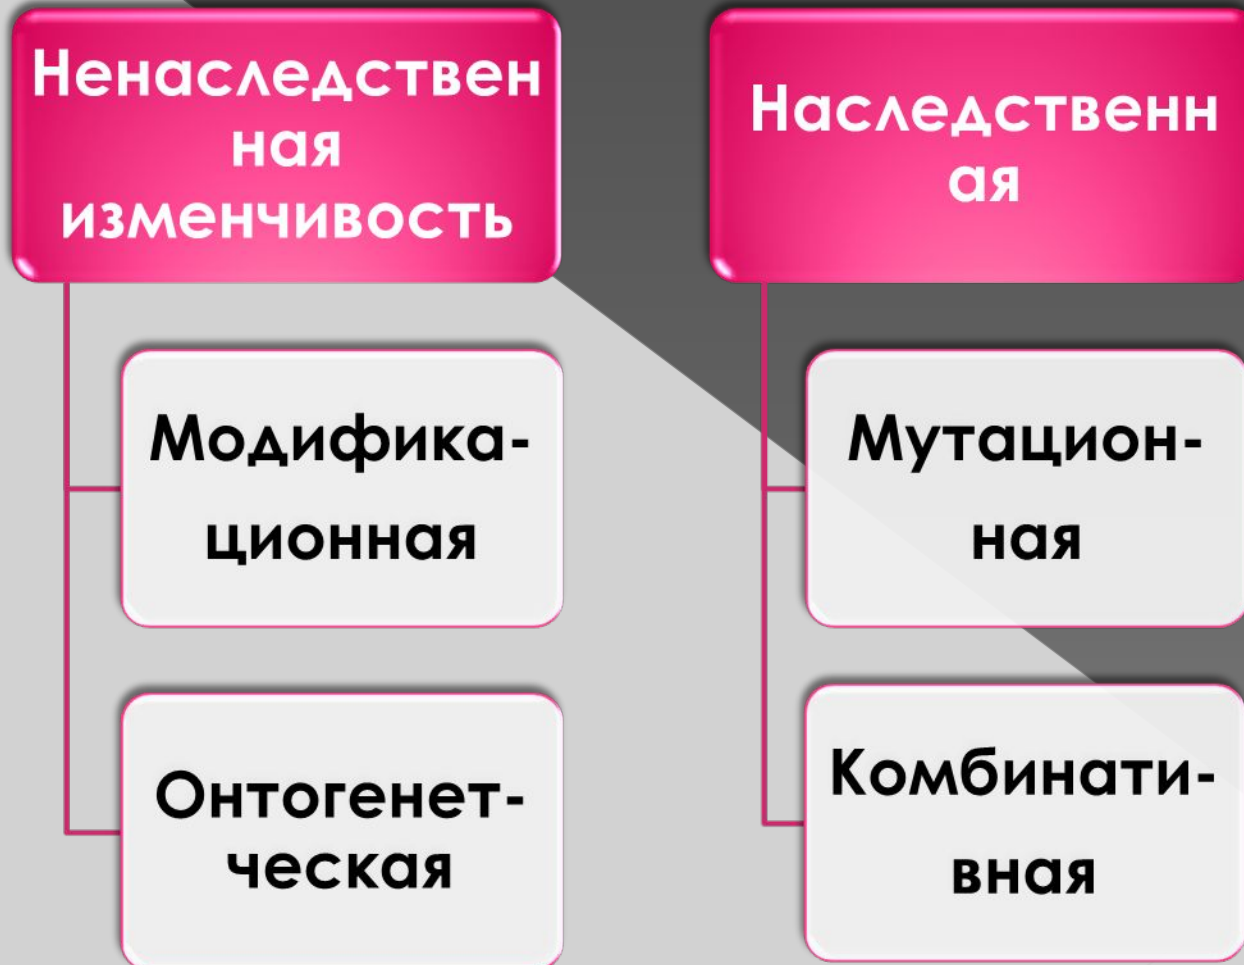 Ненаследствен
ная
изменчивость
Модифика-
ционная
Онтогенет-
ческая
Наследственн
ая
Мутацион-
ная
Комбинати-
вная